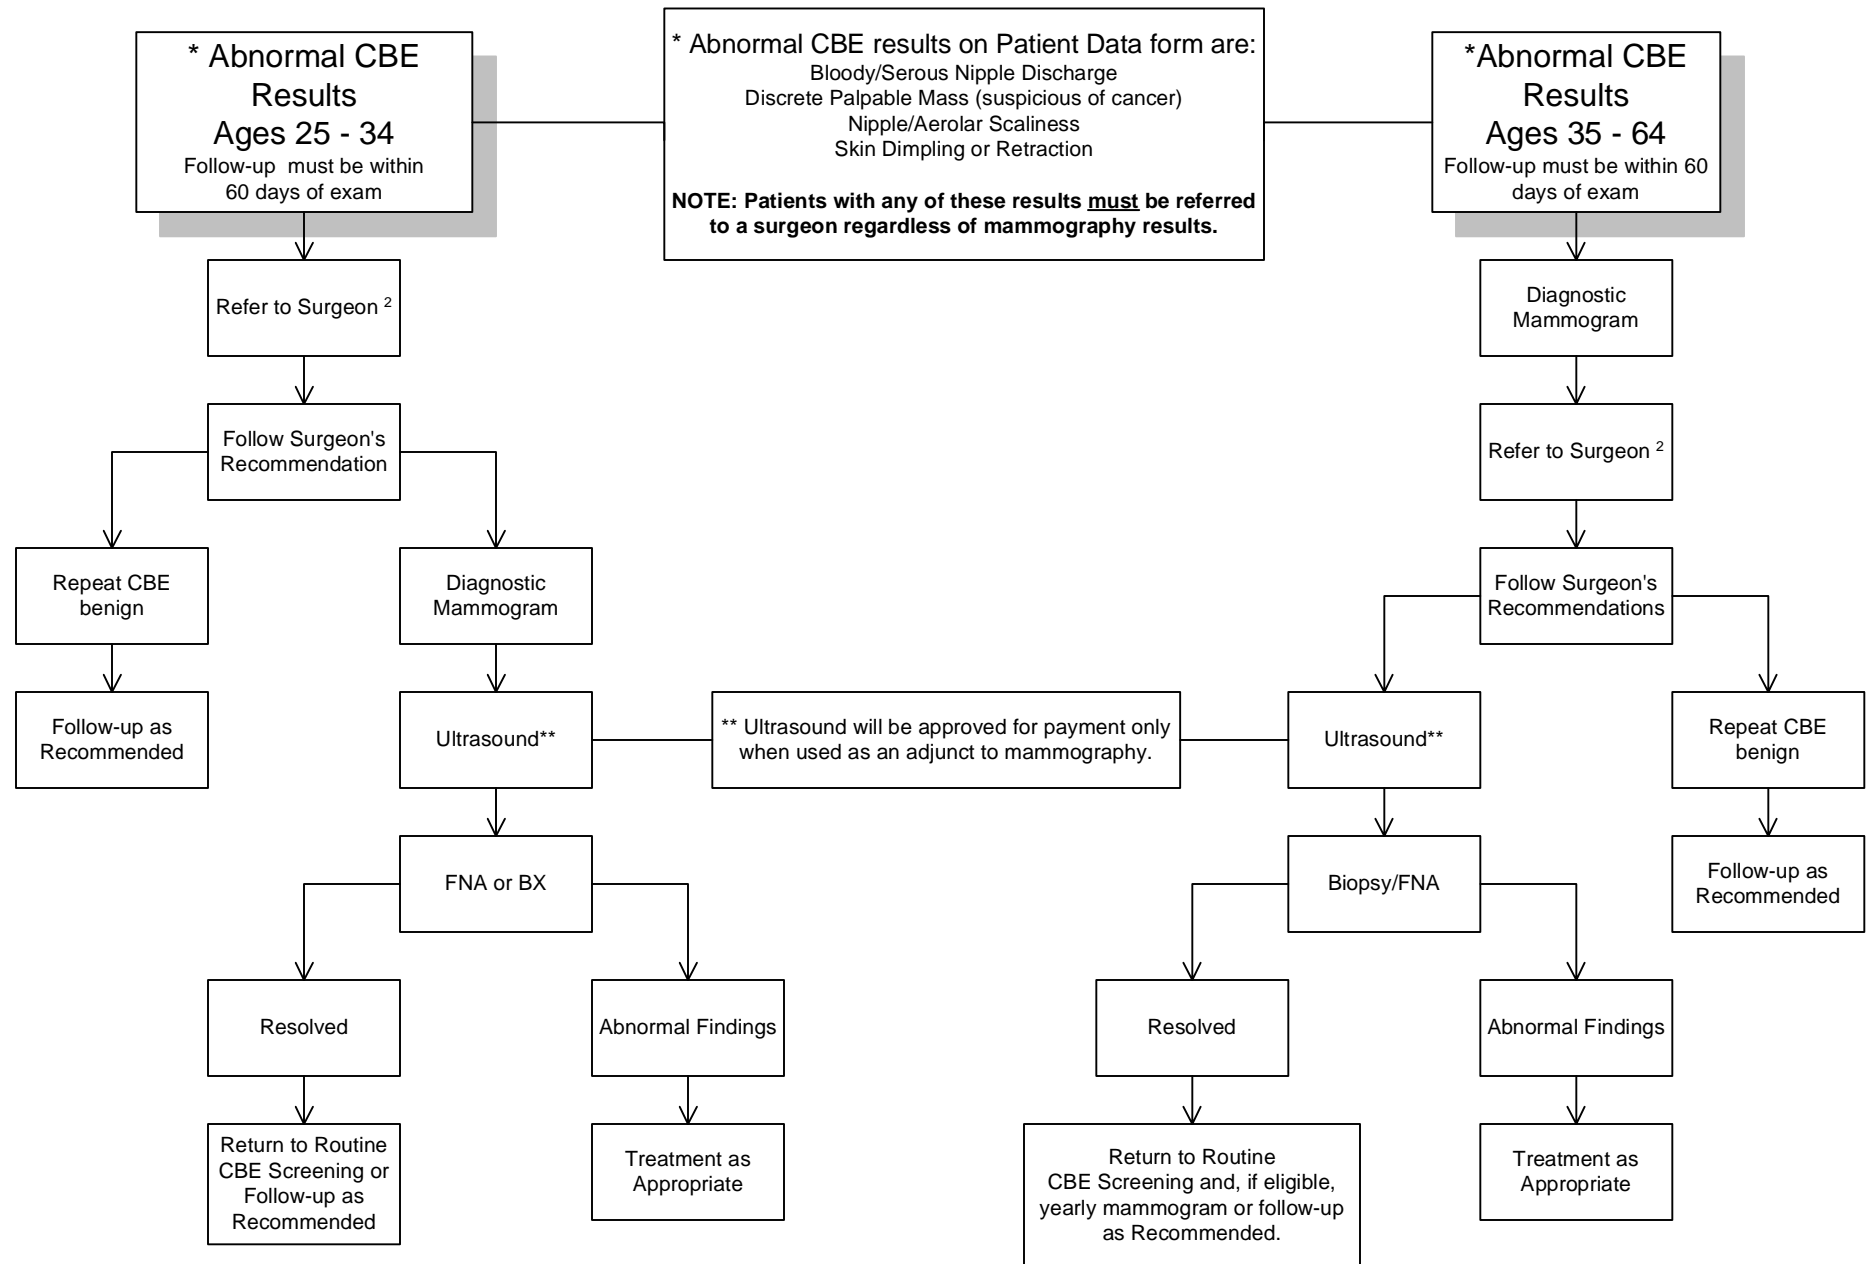 * Abnormal CBE
Results
Ages 25 - 34
Follow-up must be within
60 days of exam
* Abnormal CBE results on Patient Data form are:
Bloody/Serous Nipple Discharge
Discrete Palpable Mass (suspicious of cancer)
Nipple/Aerolar Scaliness
Skin Dimpling or Retraction
NOTE: Patients with any of these results must be referred
to a surgeon regardless of mammography results.
*Abnormal CBE
Results
Ages 35 - 64
Follow-up must be within 60
days of exam
Refer to Surgeon ²
Diagnostic
Mammogram
Follow Surgeon's
Recommendation
Refer to Surgeon ²
Repeat CBE
benign
Diagnostic
Mammogram
Follow Surgeon's
Recommendations
Follow-up as
Recommended
Ultrasound**
** Ultrasound will be approved for payment only
when used as an adjunct to mammography.
Ultrasound**
Repeat CBE
benign
FNA or BX
Biopsy/FNA
Follow-up as
Recommended
Resolved
Abnormal Findings
Resolved
Abnormal Findings
Return to Routine
CBE Screening or
Follow-up as
Recommended
Treatment as
Appropriate
Return to Routine
CBE Screening and, if eligible,
yearly mammogram or follow-up
as Recommended.
Treatment as
Appropriate